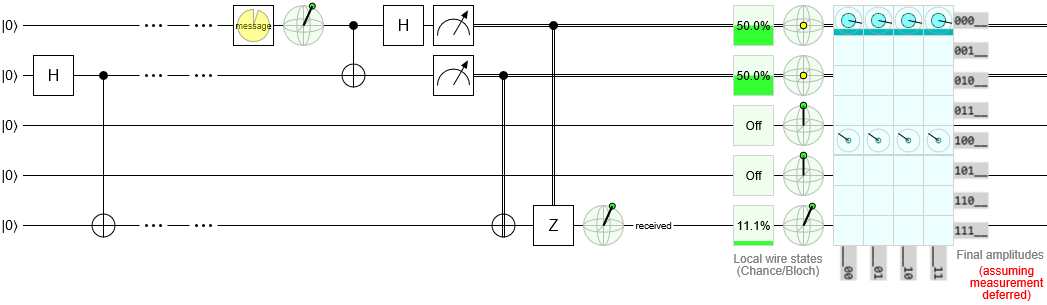 |0⟩ message H 50.0% 000__
001__
|0⟩ H 50.0% 010__
|0⟩ Off 011__
100__
|0⟩ Off 101__
110__
|0⟩ Z received 11.1% 111__
Local wire states
(Chance/Bloch)
__00 __01 __10 __11
Final amplitudes
(assuming
measurement
deferred)